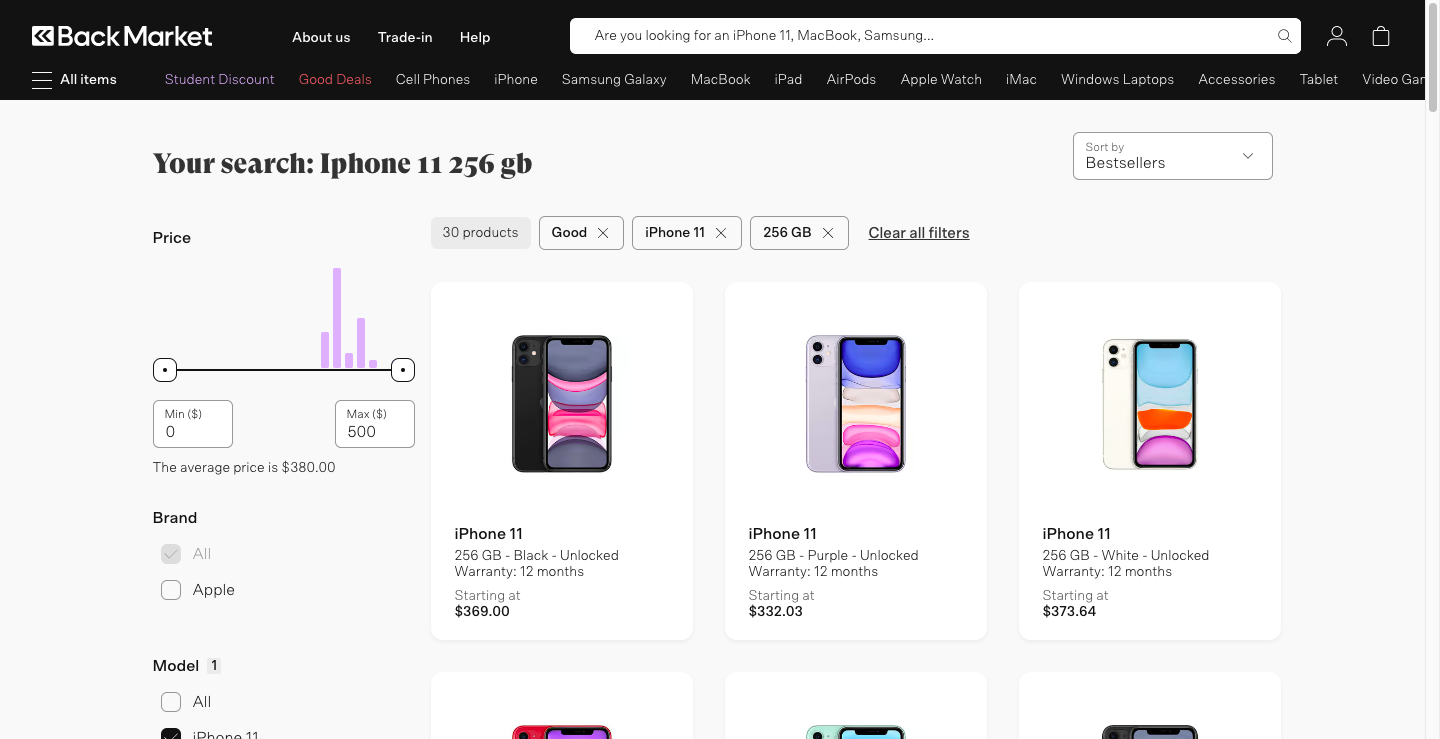 Back Market
About us
Trade-in
Help
Are you looking for an iPhone 11, MacBook, Samsung...
All items
Student Discount
Good Deals
Cell Phones
iPhone
Samsung Galaxy
MacBook
iPad
AirPods
Apple Watch
iMac
Windows Laptops
Accessories
Tablet
Video Gam
Your search: Iphone 11 256 gb
Sort by
Bestsellers
Price
Min ($)
0
Max ($)
500
The average price is $380.00
Brand
All
Apple
Model 1
All
iPhone 11
30 products
Good
iPhone 11
256 GB
Clear all filters
iPhone 11
256 GB - Black - Unlocked
Warranty: 12 months
Starting at
$369.00
iPhone 11
256 GB - Purple - Unlocked
Warranty: 12 months
Starting at
$332.03
iPhone 11
256 GB - White - Unlocked
Warranty: 12 months
Starting at
$373.64